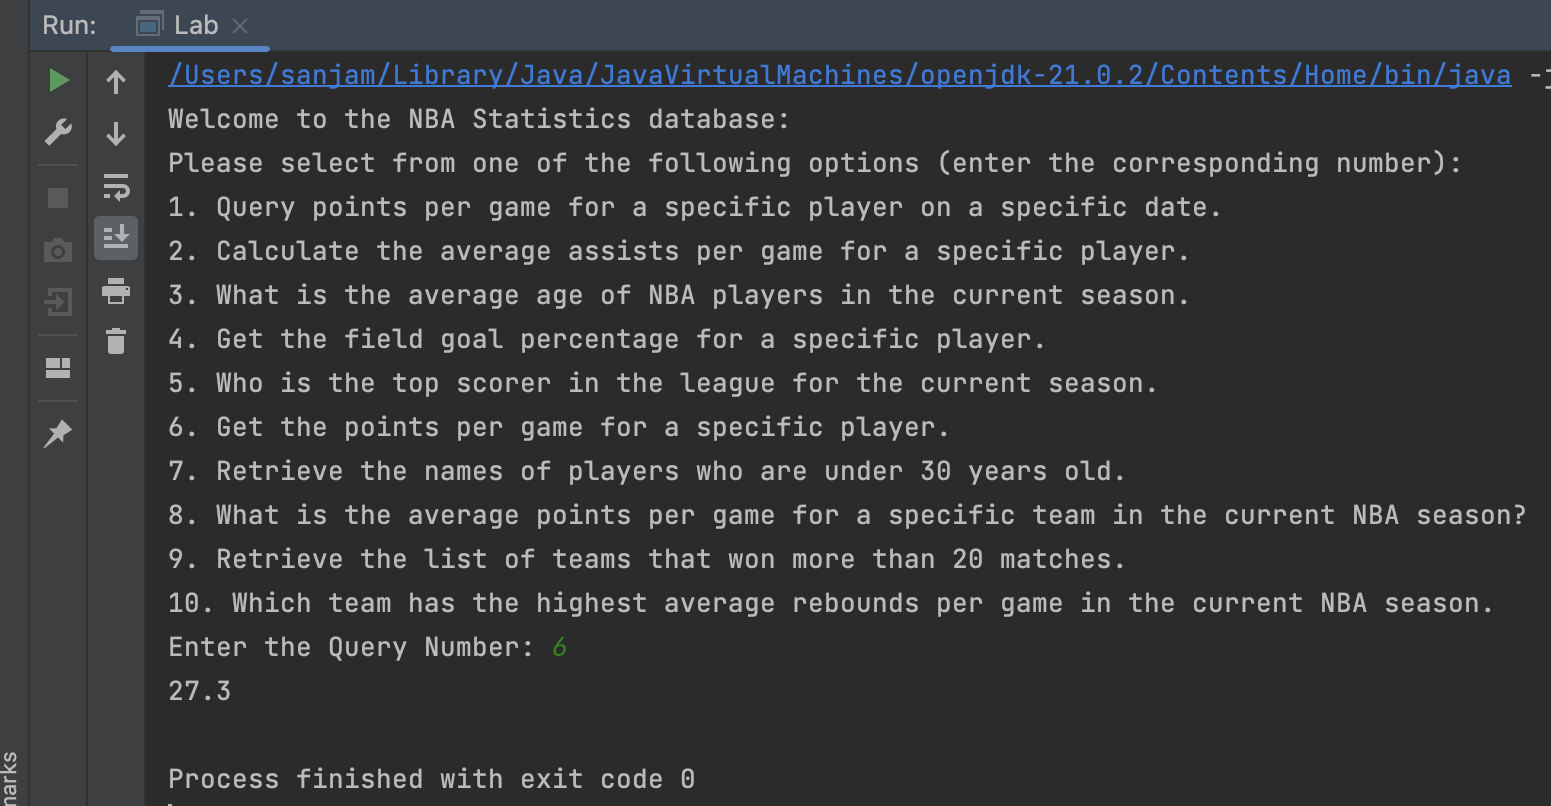 Run: Lab
/Users/sanjam/Library/Java/JavaVirtualMachines/openjdk-21.0.2/Contents/Home/bin/java
Welcome to the NBA Statistics database:
Please select from one of the following options (enter the corresponding number):
1. Query points per game for a specific player on a specific date.
2. Calculate the average assists per game for a specific player.
3. What is the average age of NBA players in the current season.
4. Get the field goal percentage for a specific player.
5. Who is the top scorer in the league for the current season.
6. Get the points per game for a specific player.
7. Retrieve the names of players who are under 30 years old.
8. What is the average points per game for a specific team in the current NBA season?
9. Retrieve the list of teams that won more than 20 matches.
10. Which team has the highest average rebounds per game in the current NBA season.
Enter the Query Number: 6
27.3
Process finished with exit code 0